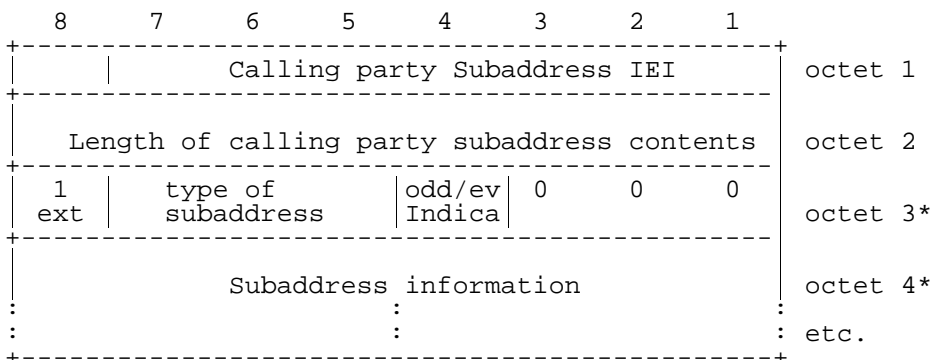 8 7 6 5 4 3 2 1
Calling party Subaddress IEI octet 1
Length of calling party subaddress contents octet 2
1 type of odd/ev 0 0 0
ext subaddress Indica octet 3*
Subaddress information octet 4*
: : :
: : : etc.